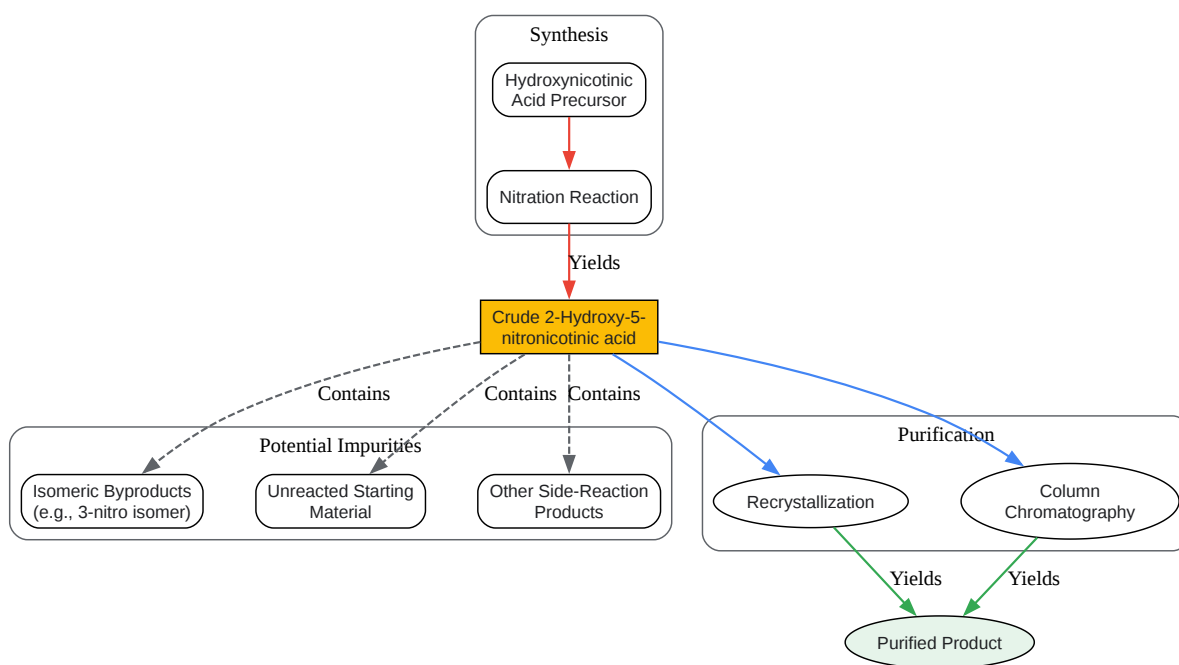 Synthesis
Hydroxynicotinic
Acid Precursor
Nitration Reaction
Yields
Crude 2-Hydroxy-5-
nitronicotinic acid
Contains
Contains
Contains
Potential Impurities
Isomeric Byproducts
(e.g., 3-nitro isomer)
Unreacted Starting
Material
Other Side-Reaction
Products
Purification
Recrystallization
Column
Chromatography
Yields
Yields
Purified Product